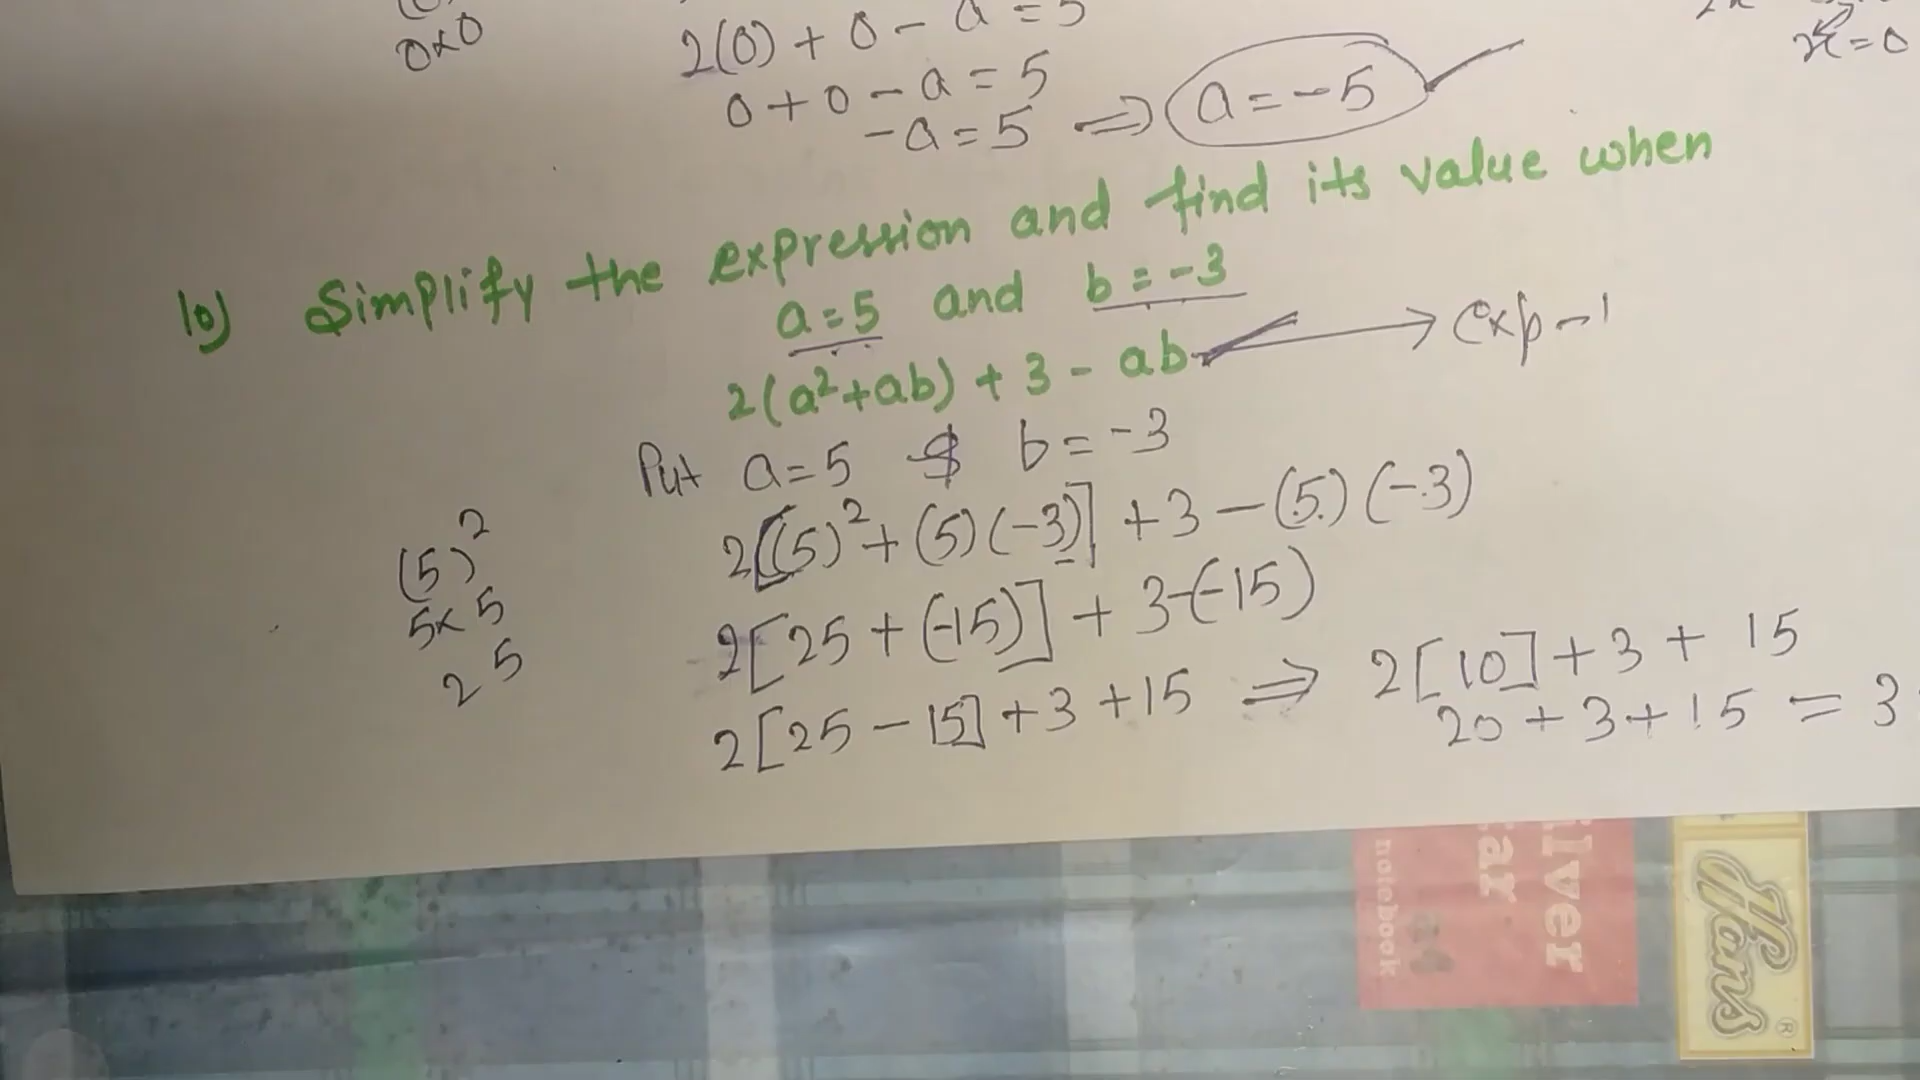 0×0
2(0) + 0 - a = 5
0 + 0 - a = 5
-a = 5 ⇒ a = -5
x = 0
10) Simplify the expression and find its value when
a = 5 and b = -3
2(a²+ab) + 3 - ab → exp-1
Put a = 5 & b = -3
2[(5)² + (5)(-3)] + 3 - (5)(-3)
(5)²
5×5
25
2[25 + (-15)] + 3-(-15)
2[25 - 15] + 3 + 15 ⇒ 2[10] + 3 + 15
20 + 3 + 15 = 3
notebook
Hans
®